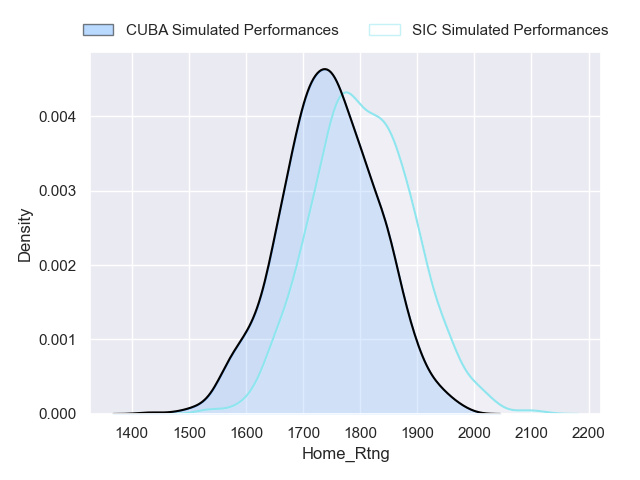 CUBA Simulated Performances SIC Simulated Performances
0.004
0.003
0.002
0.001
0.000
Density
1400 1500 1600 1700 1800 1900 2000 2100 2200
Home_Rtng